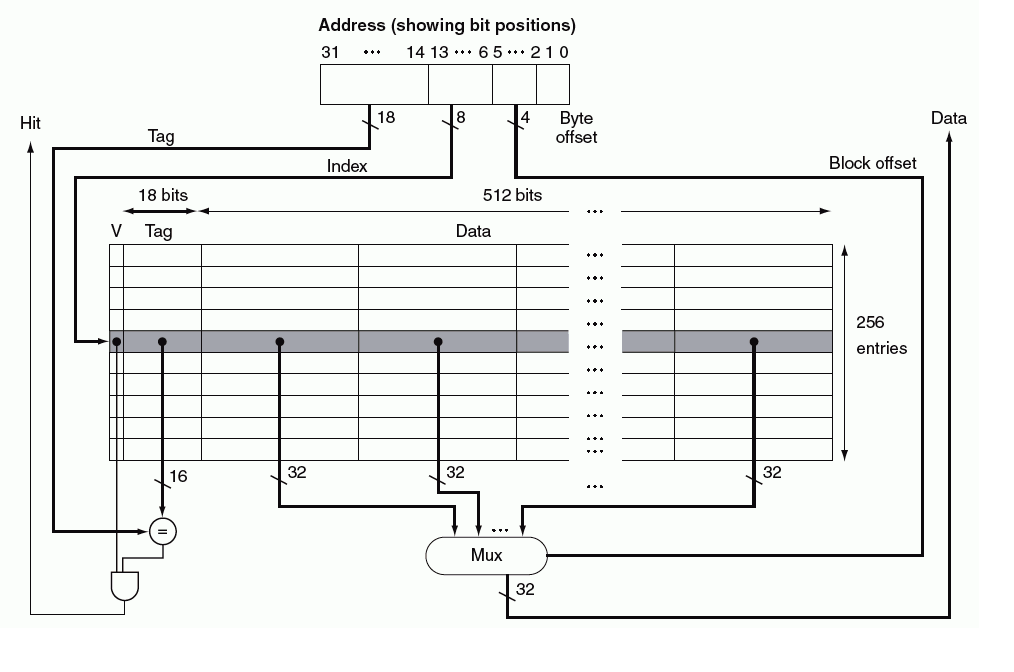 Address (showing bit positions)
31 ··· 14 13 ··· 6 5 ··· 2 1 0
18 8 4 Byte
offset
Hit
Data
Tag
Index
Block offset
18 bits
512 bits
···
V Tag Data
···
···
···
···
···
···
···
···
···
···
256
entries
16 32 32 32
···
=
···
Mux
32